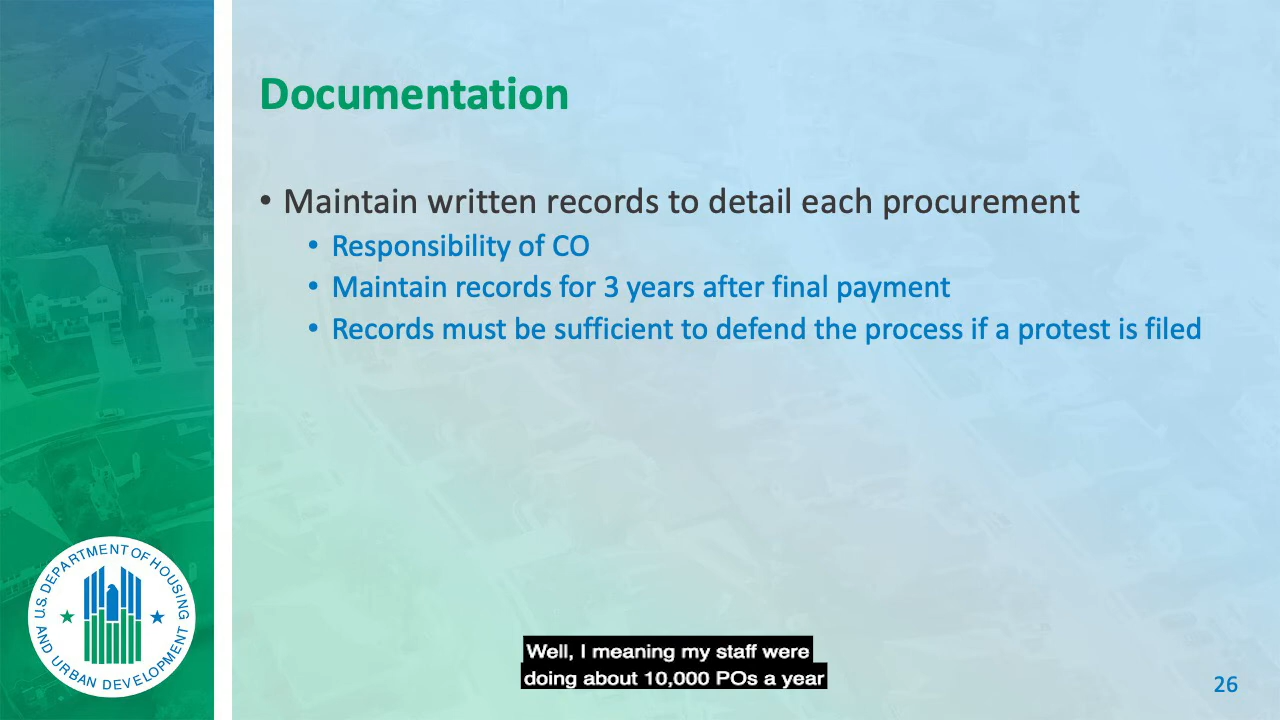 Documentation
• Maintain written records to detail each procurement
• Responsibility of CO
• Maintain records for 3 years after final payment
• Records must be sufficient to defend the process if a protest is filed
U.S. DEPARTMENT OF HOUSING
AND URBAN DEVELOPMENT
Well, I meaning my staff were
doing about 10,000 POs a year
26